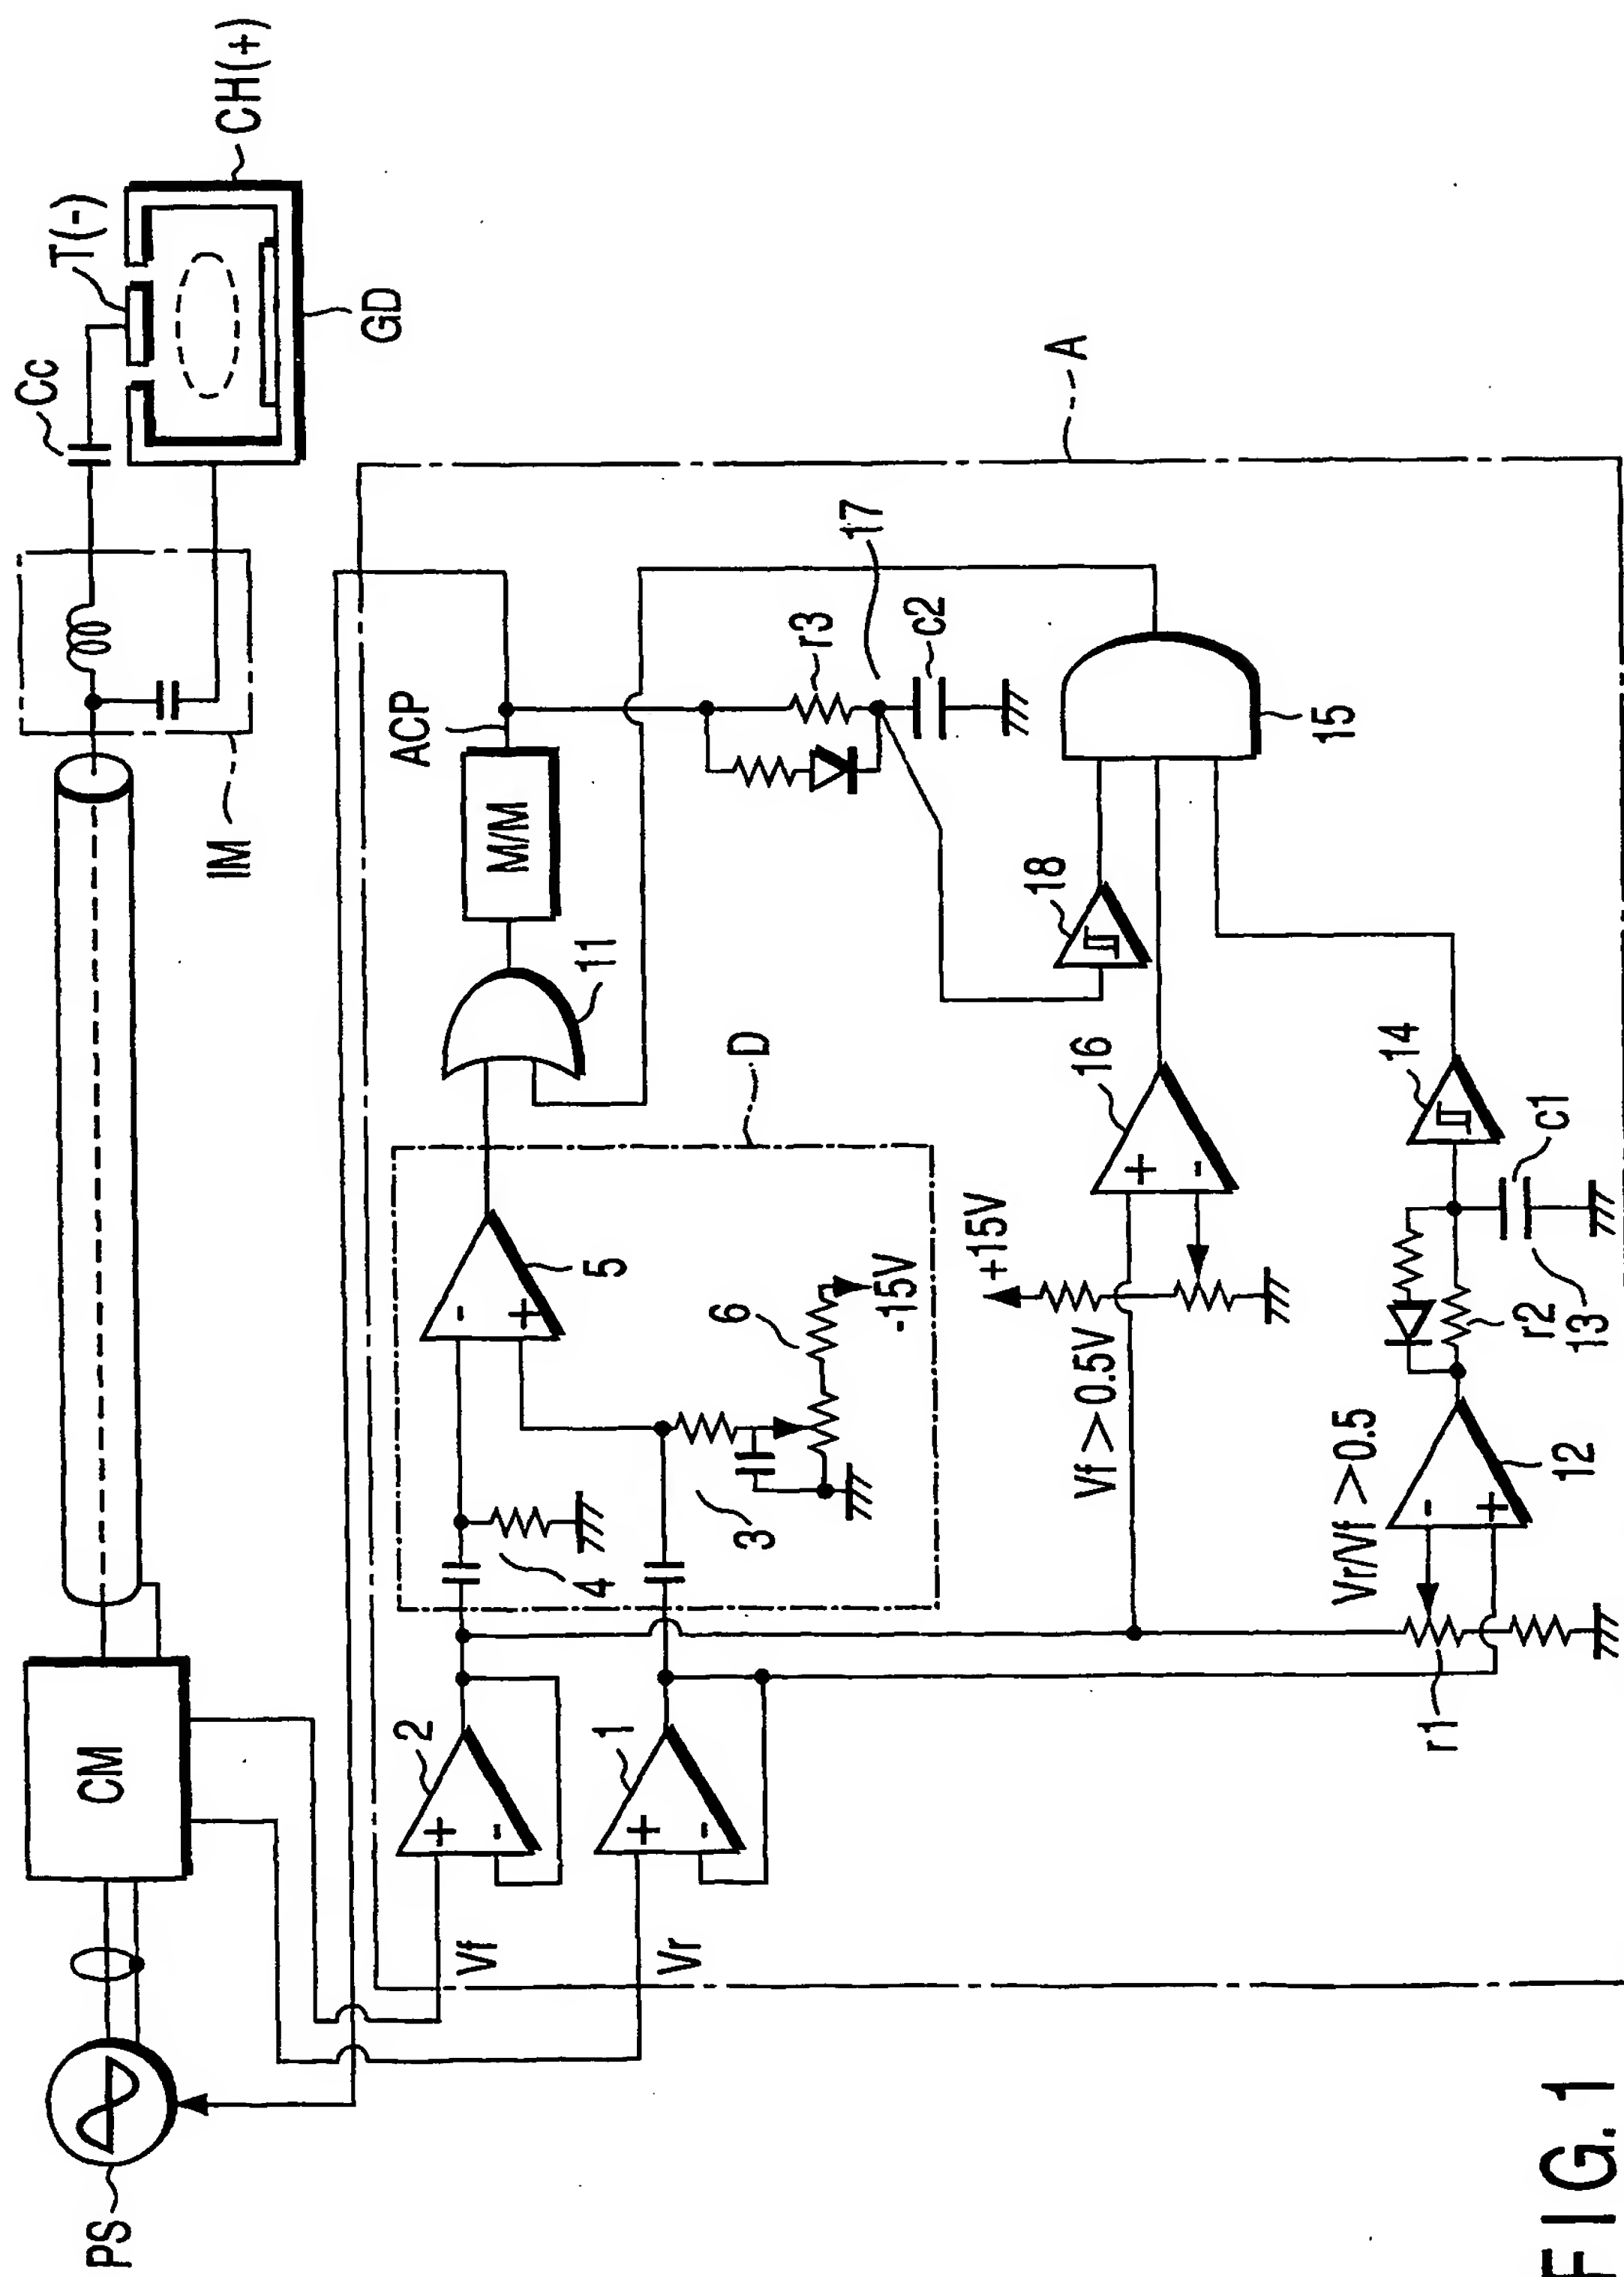 PS
CM
IM
Cc
T(-)
CH(+)
GD
A
Vf
Vr
+
-
2
+
-
1
4
3
D
-
+
5
6
-15V
11
M/M
ACP
r3
17
c2
+15V
Vf >0.5V
+
-
16
18
15
r1
Vr/Vf >0.5
-
+
12
r2
13
c1
14
FIG. 1